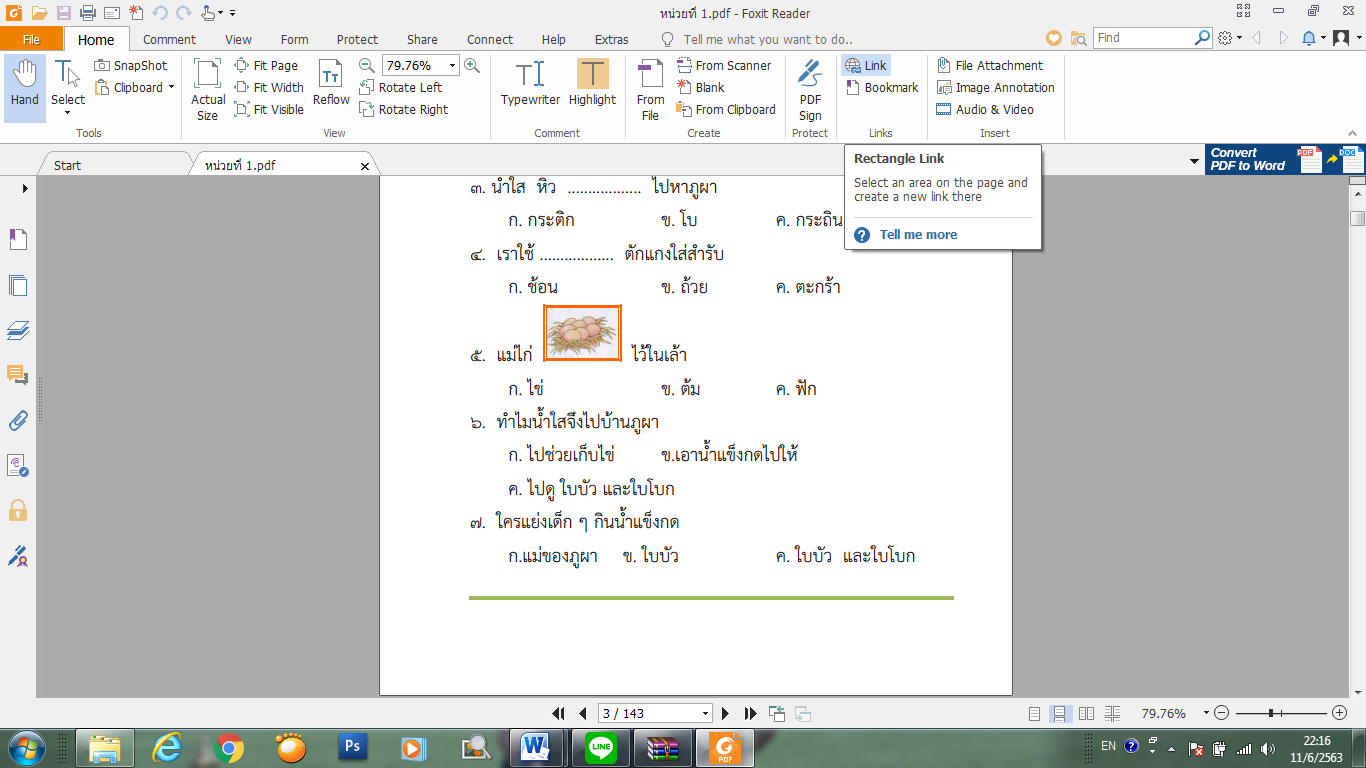 หน่วยที่ 1.pdf - Foxit Reader
File Home Comment View Form Protect Share Connect Help Extras Tell me what you want to do.. Find
Hand
Select
SnapShot
Clipboard
Tools
Actual Size
Fit Page
Fit Width
Fit Visible
Reflow
79.76%
Rotate Left
Rotate Right
View
Typewriter
Highlight
Comment
From File
From Scanner
Blank
From Clipboard
Create
PDF Sign
Protect
Link
Bookmark
Links
File Attachment
Image Annotation
Audio & Video
Insert
Start
หน่วยที่ 1.pdf
Convert
PDF to Word
PDF DOC
Rectangle Link
Select an area on the page and
create a new link there
Tell me more
๓. น้ำใส หิ้ว .................. ไปหาภูผา
ก. กระติก ข. โบ ค. กระถิน
๔. เราใช้ .................. ตักแกงใส่สำรับ
ก. ช้อน ข. ถ้วย ค. ตะกร้า
๕. แม่ไก่ ไว้ในเล้า
ก. ไข่ ข. ต้ม ค. ฟัก
๖. ทำไมน้ำใสจึงไปบ้านภูผา
ก. ไปช่วยเก็บไข่ ข.เอาน้ำแข็งกดไปให้
ค. ไปดู ใบบัว และใบโบก
๗. ใครแย่งเด็ก ๆ กินน้ำแข็งกด
ก.แม่ของภูผา ข. ใบบัว ค. ใบบัว และใบโบก
3 / 143
79.76%
Ps
W
LINE
PDF
EN
22:16
11/6/2563